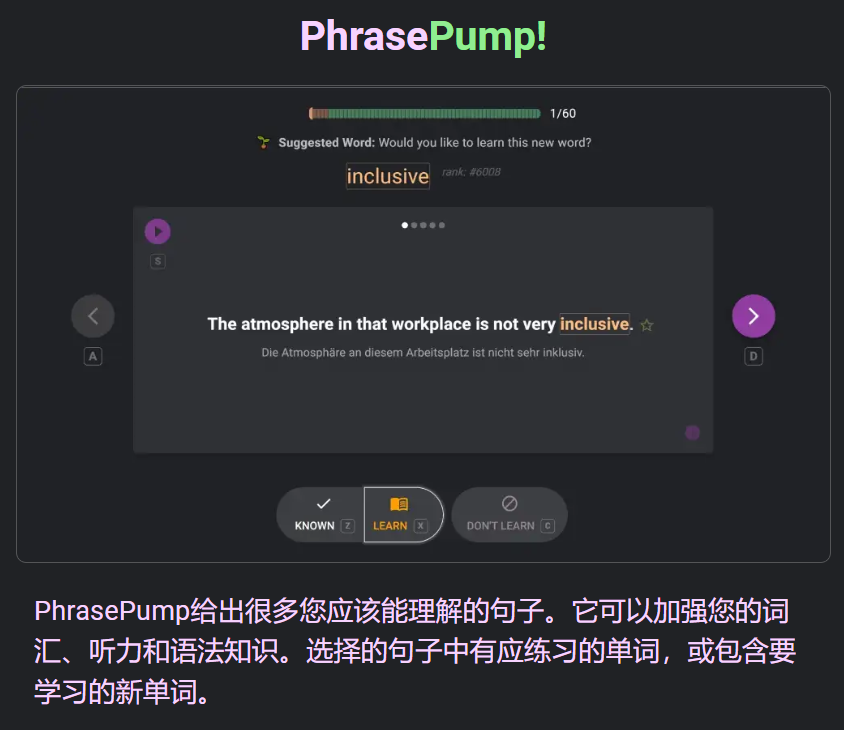 PhrasePump!
1/60
Suggested Word: Would you like to learn this new word?
inclusive rank: #6008
S
The atmosphere in that workplace is not very inclusive.
Die Atmosphäre an diesem Arbeitsplatz ist nicht sehr inklusiv.
A
D
KNOWN Z LEARN X DON'T LEARN C
PhrasePump给出很多您应该能理解的句子。它可以加强您的词
汇、听力和语法知识。选择的句子中有应练习的单词，或包含要
学习的新单词。